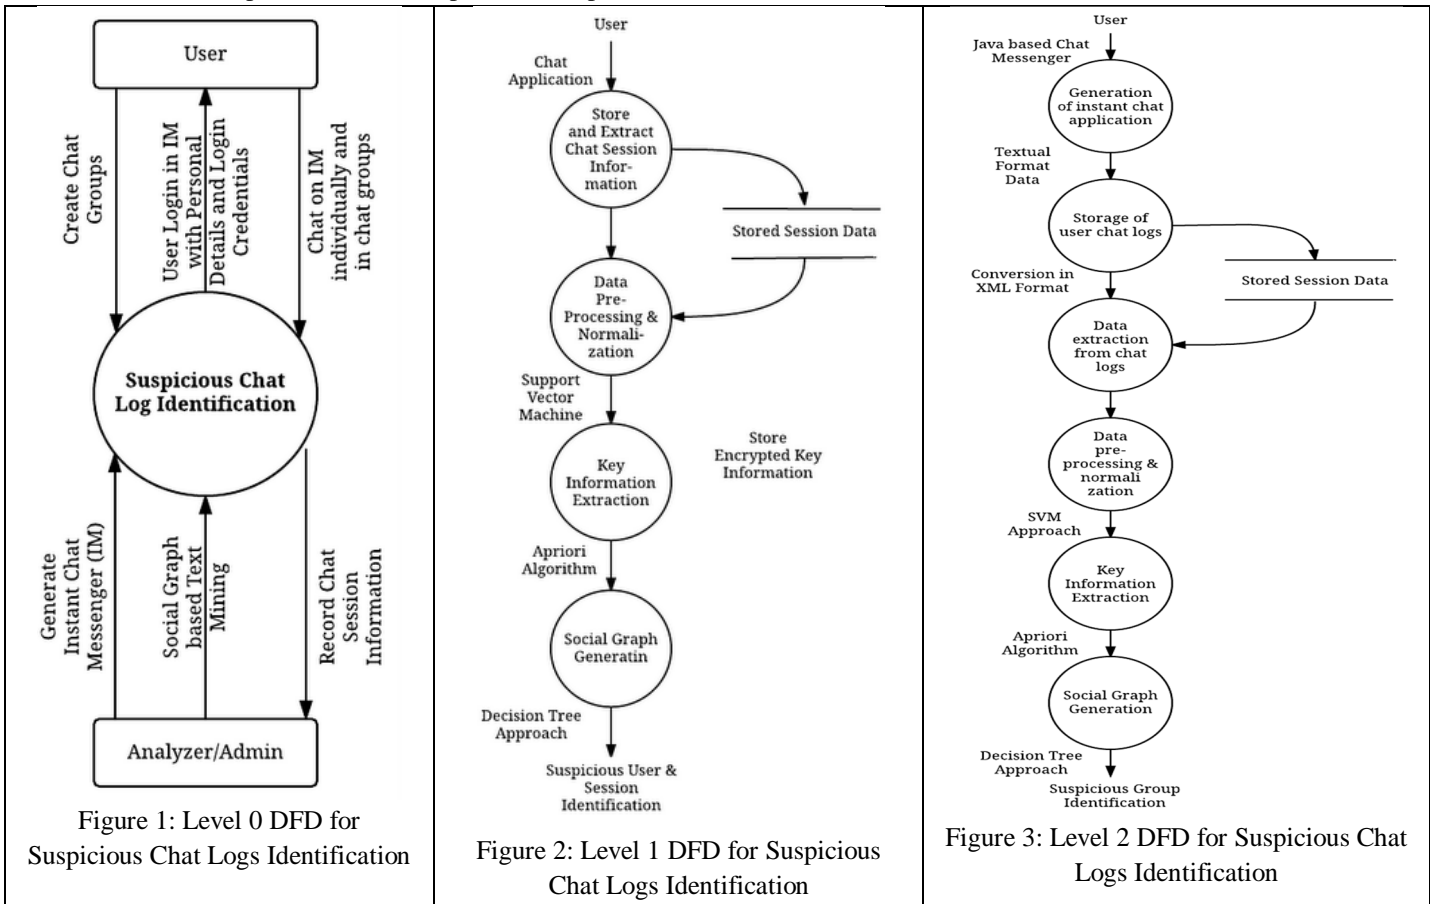 User
Create Chat
Groups
User Login in IM
with Personal
Details and Login
Credentials
Chat on IM
individually and
in chat groups
Suspicious Chat
Log Identification
Generate
Instant Chat
Messenger (IM)
Social Graph
based Text
Mining
Record Chat
Session
Information
Analyzer/Admin
Figure 1: Level 0 DFD for
Suspicious Chat Logs Identification
User
Chat
Application
Store
and Extract
Chat Session
Infor-
mation
Stored Session Data
Data
Pre-
Processing &
Normali-
zation
Support
Vector
Machine
Key
Information
Extraction
Store
Encrypted Key
Information
Apriori
Algorithm
Social Graph
Generatin
Decision Tree
Approach
Suspicious User &
Session
Identification
Figure 2: Level 1 DFD for Suspicious
Chat Logs Identification
User
Java based Chat
Messenger
Generation
of instant chat
application
Textual
Format
Data
Storage of
user chat logs
Stored Session Data
Conversion in
XML Format
Data
extraction
from chat
logs
Data
pre-
processing &
normali
zation
SVM
Approach
Key
Information
Extraction
Apriori
Algorithm
Social Graph
Generation
Decision Tree
Approach
Suspicious Group
Identification
Figure 3: Level 2 DFD for Suspicious Chat
Logs Identification